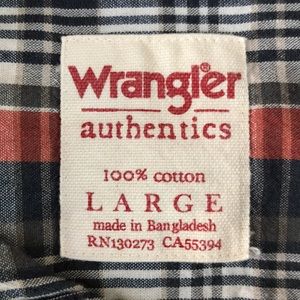 Wrangler®
authentics
100% cotton
LARGE
made in Bangladesh
RN130273 CA55394